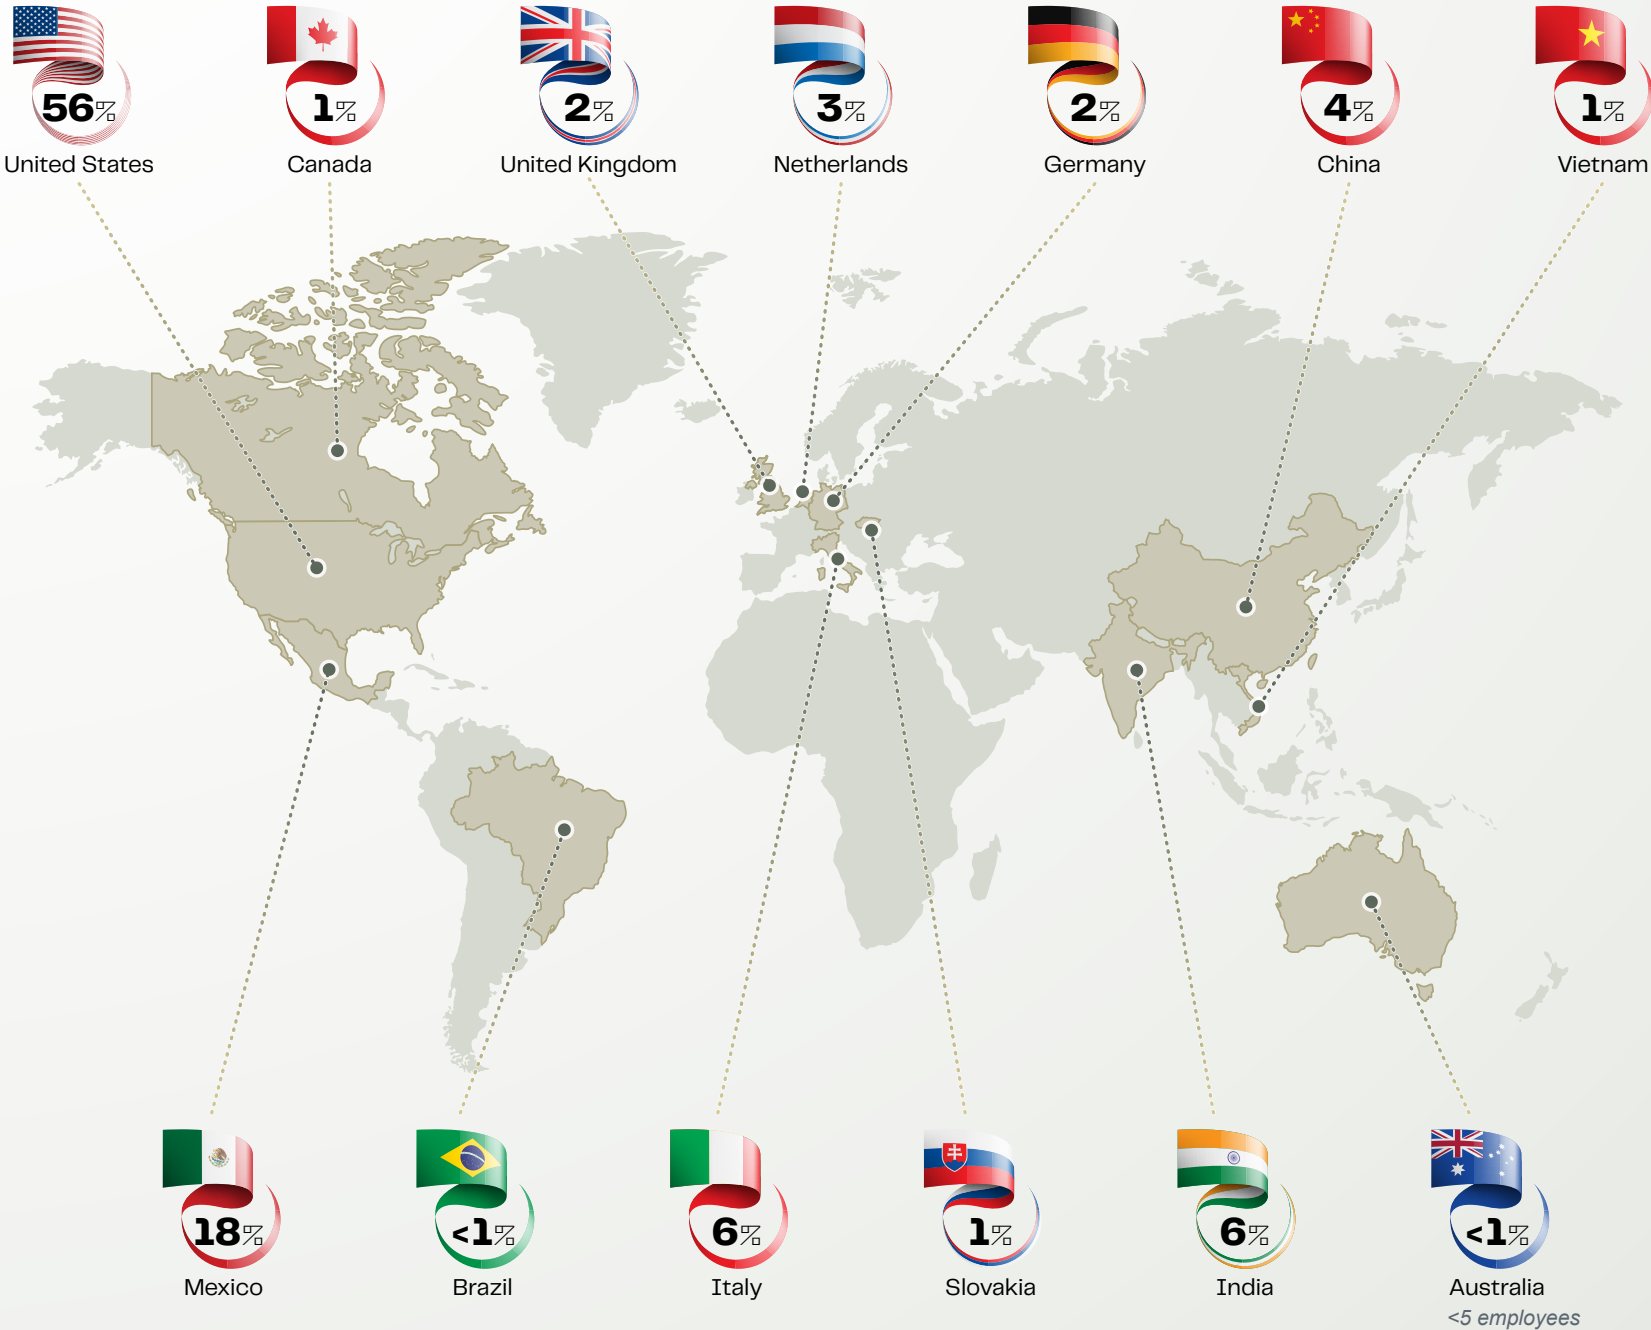 56% 1% 2% 3% 2% 4% 1%
United States Canada United Kingdom Netherlands Germany China Vietnam
18% <1% 6% 1% 6% <1%
Mexico Brazil Italy Slovakia India Australia
<5 employees